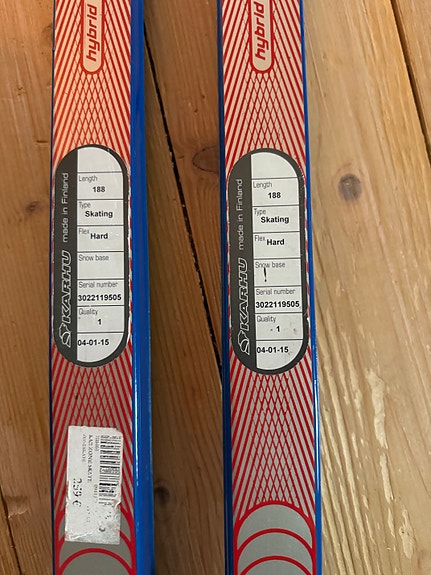 hybrid
KARHU made in Finland
Length
188
Type
Skating
Flex
Hard
Snow base
Serial number
3022119505
Quality
1
04-01-15
259 €
hybrid
KARHU made in Finland
Length
188
Type
Skating
Flex
Hard
Snow base
Serial number
3022119505
Quality
1
04-01-15